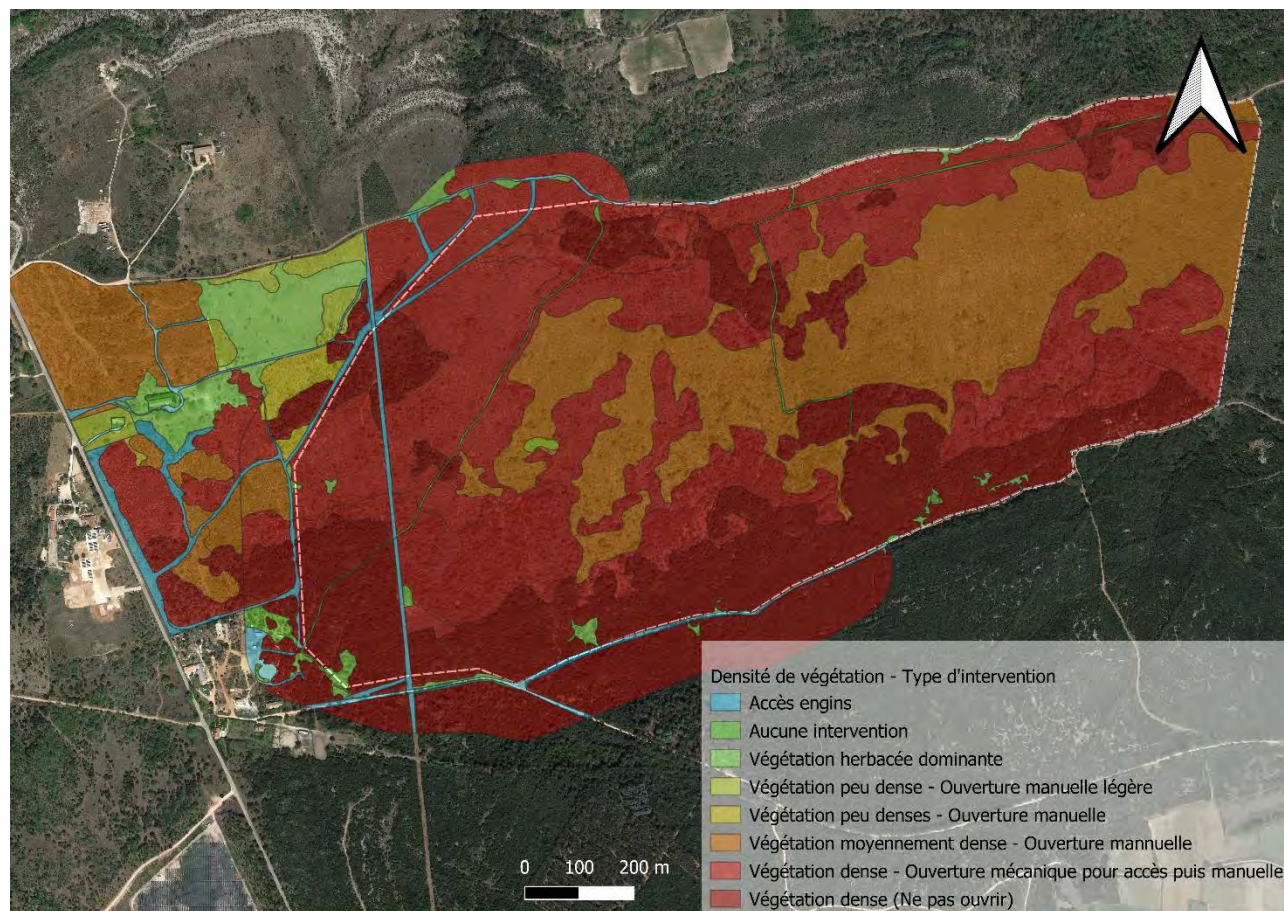 Densité de végétation - Type d'intervention
Accès engins
Aucune intervention
Végétation herbacée dominante
Végétation peu dense - Ouverture manuelle légère
Végétation peu denses - Ouverture manuelle
Végétation moyennement dense - Ouverture mannuelle
Végétation dense - Ouverture mécanique pour accès puis manuelle
Végétation dense (Ne pas ouvrir)
0 100 200 m